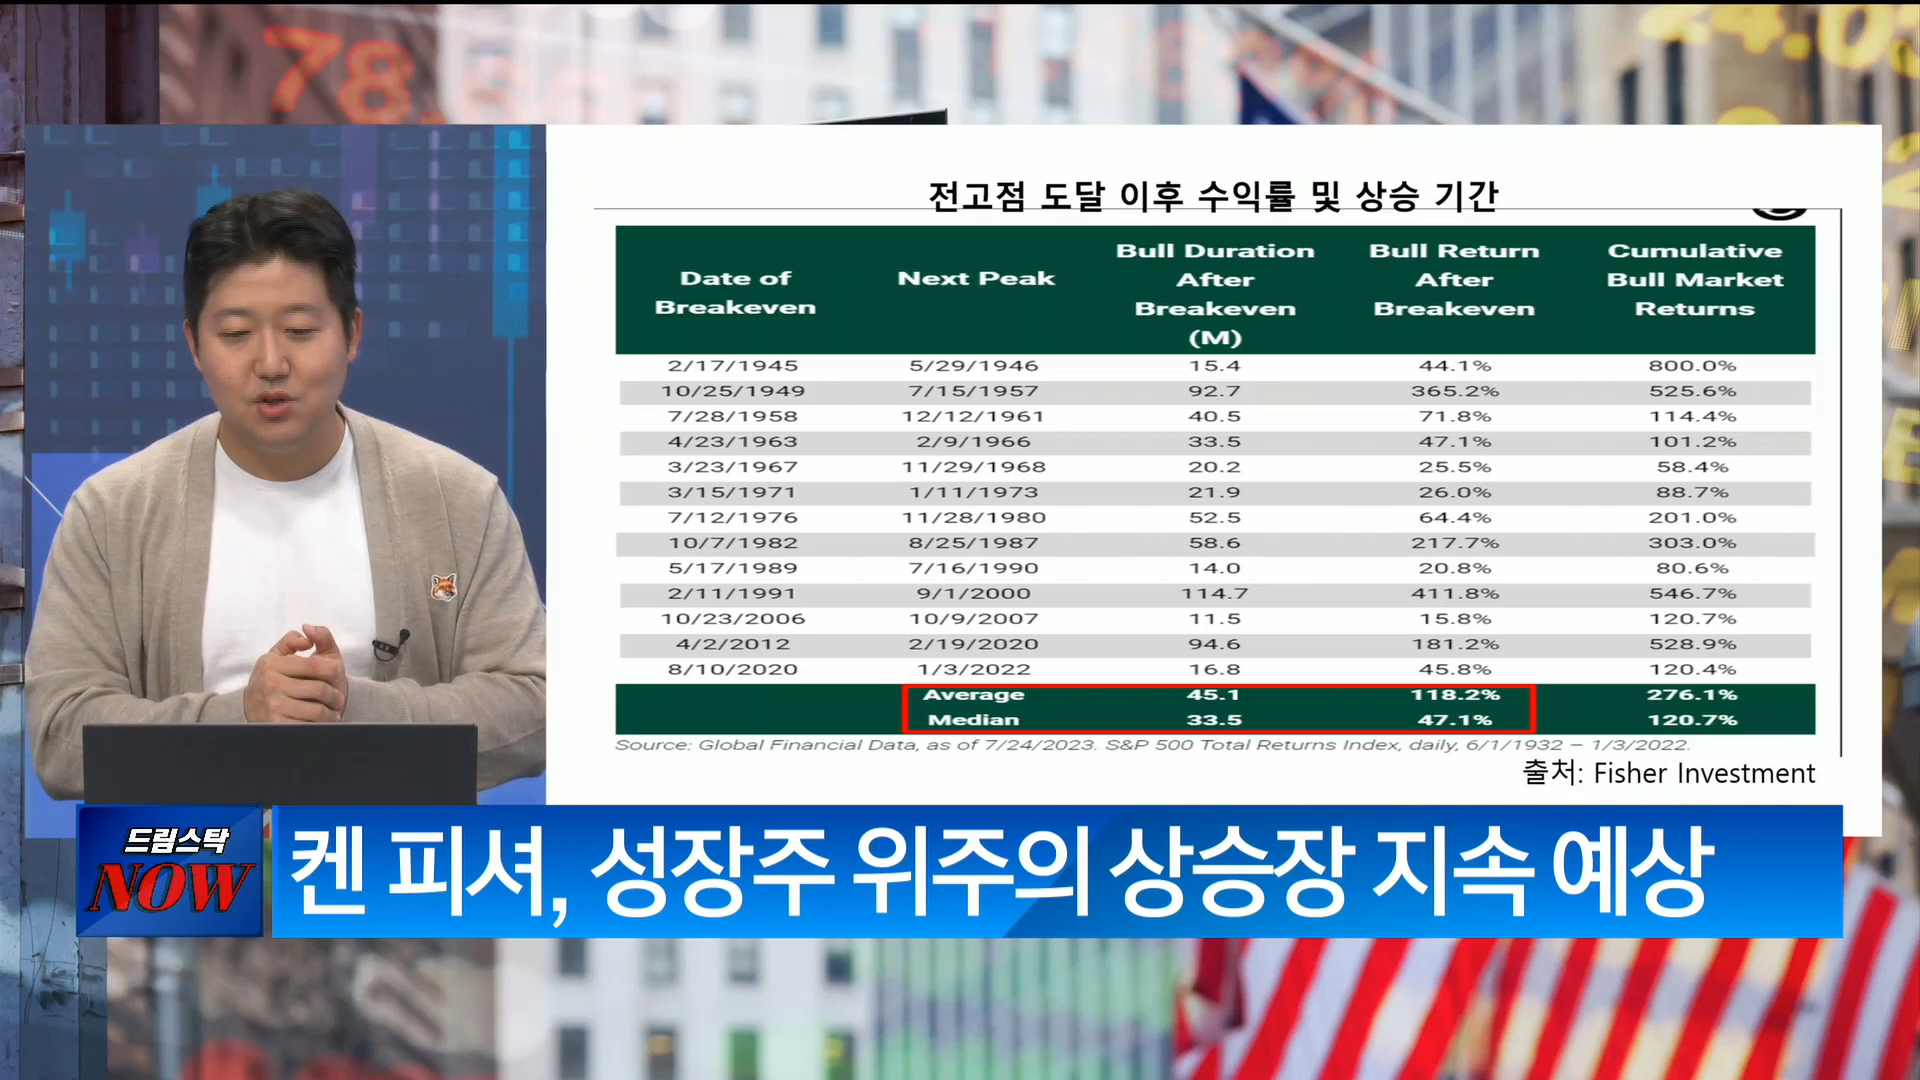 78.
전고점 도달 이후 수익률 및 상승 기간
Date of Breakeven Next Peak Bull Duration After Breakeven (M) Bull Return After Breakeven Cumulative Bull Market Returns
2/17/1945 5/29/1946 15.4 44.1% 800.0%
10/25/1949 7/15/1957 92.7 365.2% 525.6%
7/28/1958 12/12/1961 40.5 71.8% 114.4%
4/23/1963 2/9/1966 33.5 47.1% 101.2%
3/23/1967 11/29/1968 20.2 25.5% 58.4%
3/15/1971 1/11/1973 21.9 26.0% 88.7%
7/12/1976 11/28/1980 52.5 64.4% 201.0%
10/7/1982 8/25/1987 58.6 217.7% 303.0%
5/17/1989 7/16/1990 14.0 20.8% 80.6%
2/11/1991 9/1/2000 114.7 411.8% 546.7%
10/23/2006 10/9/2007 11.5 15.8% 120.7%
4/2/2012 2/19/2020 94.6 181.2% 528.9%
8/10/2020 1/3/2022 16.8 45.8% 120.4%
Average 45.1 118.2% 276.1%
Median 33.5 47.1% 120.7%
Source: Global Financial Data, as of 7/24/2023. S&P 500 Total Returns Index, daily, 6/1/1932 – 1/3/2022.
출처: Fisher Investment
드림스탁
NOW
켄 피셔, 성장주 위주의 상승장 지속 예상